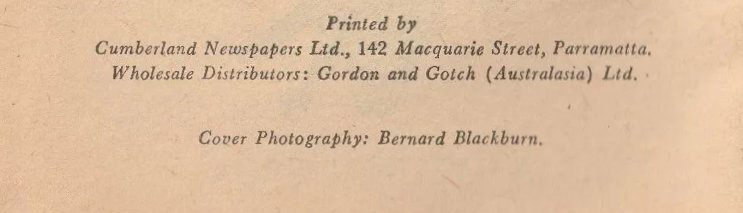 Printed by
Cumberland Newspapers Ltd., 142 Macquarie Street, Parramatta.
Wholesale Distributors: Gordon and Gotch (Australasia) Ltd.
Cover Photography: Bernard Blackburn.